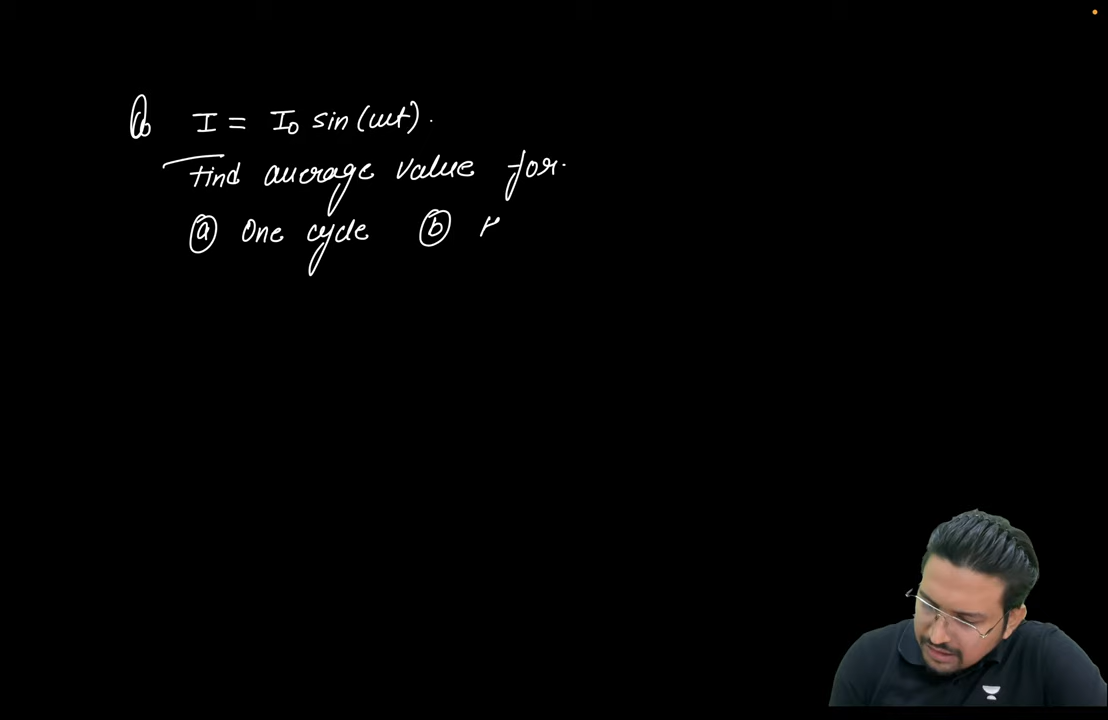 Q I = I₀ sin(ωt).
Find average value for.
ⓐ One cycle ⓑ